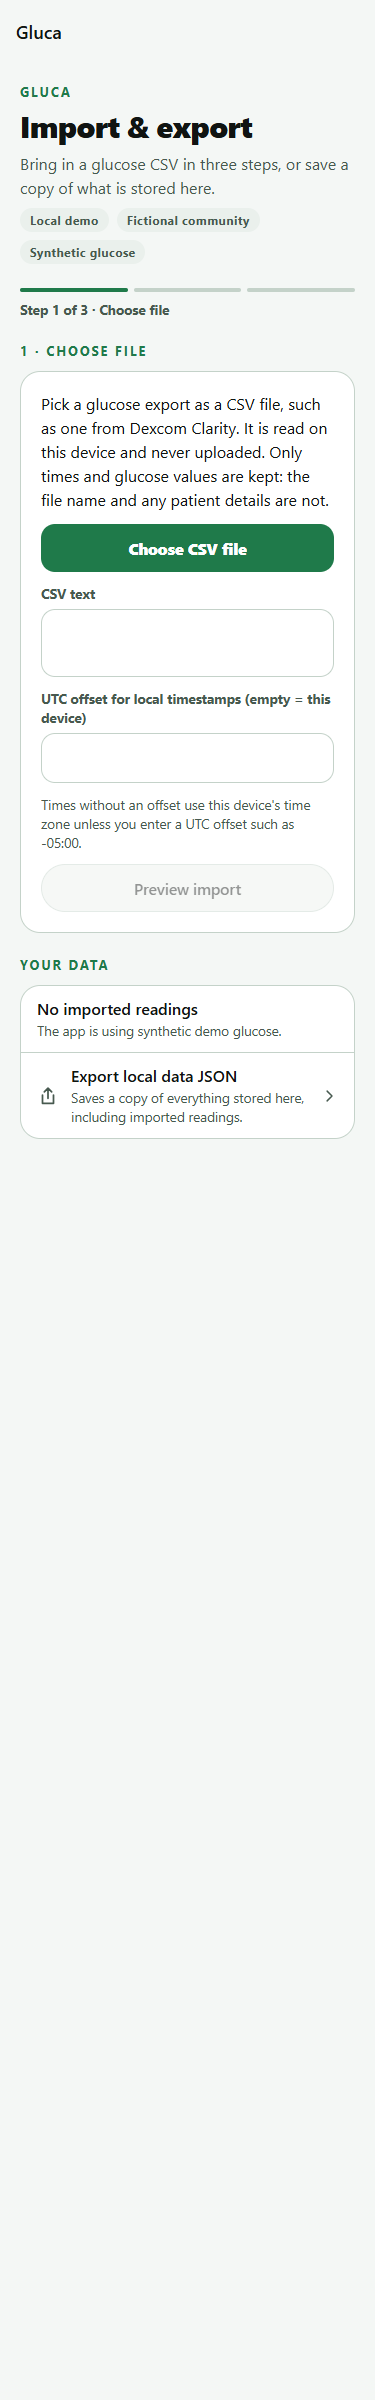 Gluca
GLUCA
Import & export
Bring in a glucose CSV in three steps, or save a
copy of what is stored here.
Local demo
Fictional community
Synthetic glucose
Step 1 of 3 · Choose file
1 · CHOOSE FILE
Pick a glucose export as a CSV file, such
as one from Dexcom Clarity. It is read on
this device and never uploaded. Only
times and glucose values are kept: the
file name and any patient details are not.
Choose CSV file
CSV text
UTC offset for local timestamps (empty = this
device)
Times without an offset use this device's time
zone unless you enter a UTC offset such as
-05:00.
Preview import
YOUR DATA
No imported readings
The app is using synthetic demo glucose.
Export local data JSON
Saves a copy of everything stored here,
including imported readings.